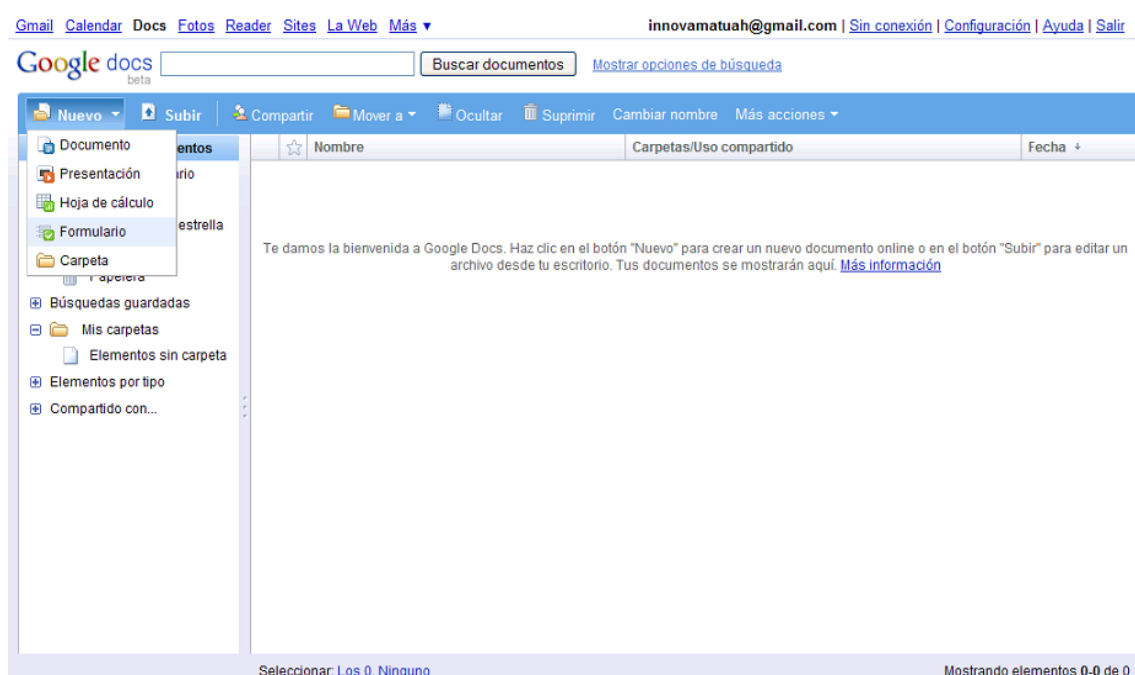 Gmail Calendar Docs Fotos Reader Sites La Web Más ▼ innovamatuah@gmail.com | Sin conexión | Configuración | Ayuda | Salir
Google docs Buscar documentos Mostrar opciones de búsqueda
beta
Nuevo Subir Compartir Mover a Ocultar Suprimir Cambiar nombre Más acciones
Documento entos Nombre Carpetas/Uso compartido Fecha
Presentación rio
Hoja de cálculo
estrella
Formulario
Te damos la bienvenida a Google Docs. Haz clic en el botón "Nuevo" para crear un nuevo documento online o en el botón "Subir" para editar un
Carpeta
archivo desde tu escritorio. Tus documentos se mostrarán aquí. Más información
Papelera
Búsquedas guardadas
Mis carpetas
Elementos sin carpeta
Elementos por tipo
Compartido con...
Seleccionar: Los 0, Ninguno Mostrando elementos 0-0 de 0